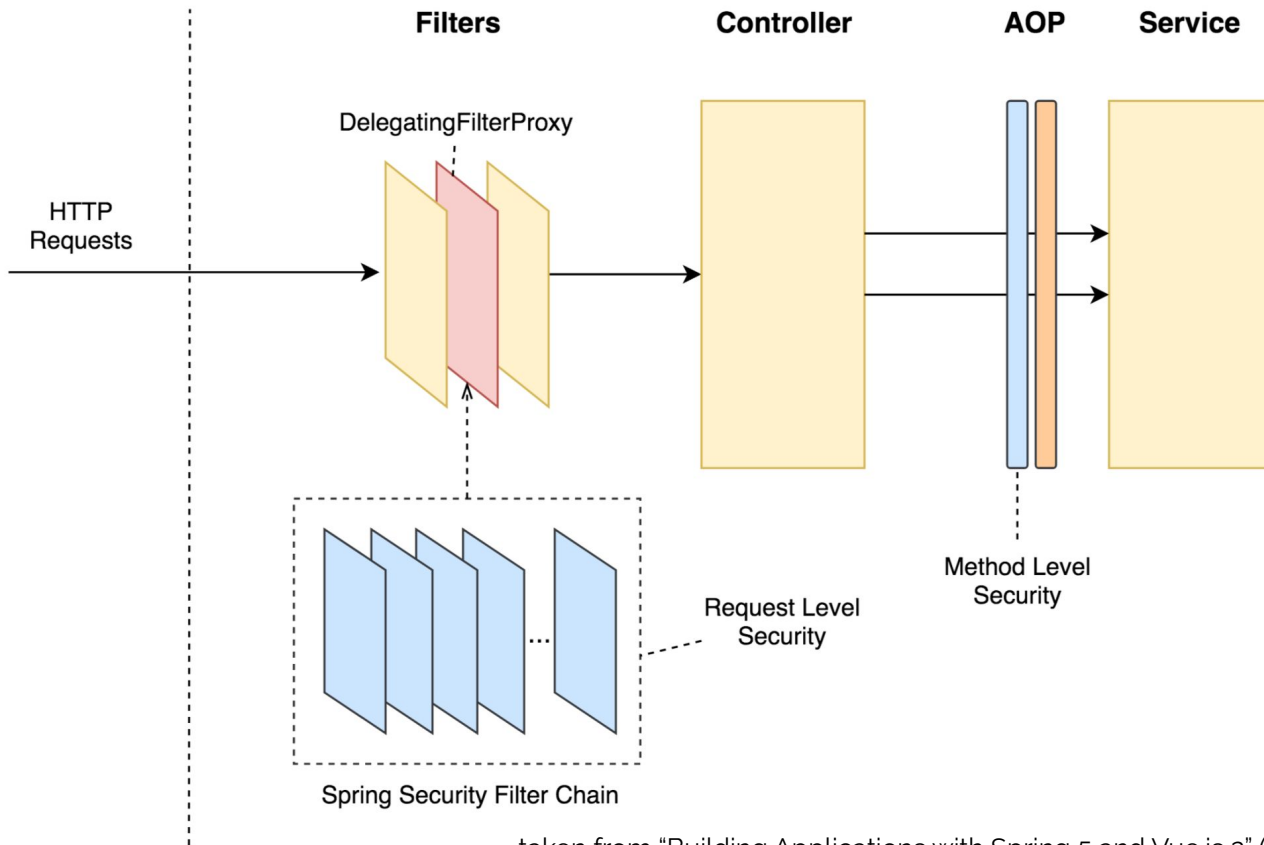 Filters
Controller
AOP
Service
DelegatingFilterProxy
HTTP
Requests
Method Level
Security
Request Level
Security
...
Spring Security Filter Chain
taken from “Building Applications with Spring 5 and Vue.js 2” (